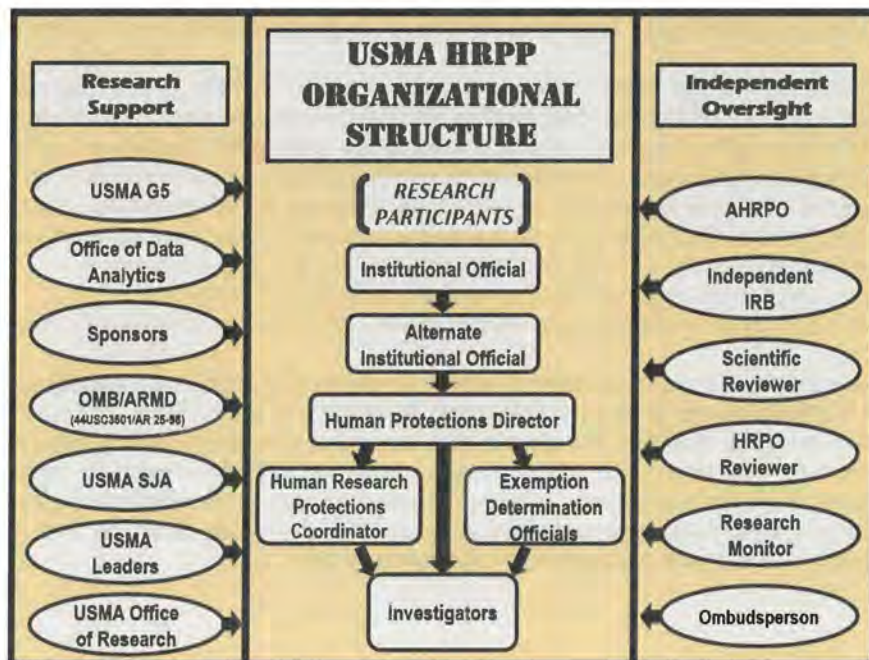 Research
Support
USMA G5
Office of Data
Analytics
Sponsors
OMB/ARMD
(44USC3501/AR 25-98)
USMA SJA
USMA
Leaders
USMA Office
of Research
USMA HRPP
ORGANIZATIONAL
STRUCTURE
RESEARCH
PARTICIPANTS
Institutional Official
Alternate
Institutional Official
Human Protections Director
Human Research
Protections
Coordinator
Exemption
Determination
Officials
Investigators
Independent
Oversight
AHRPO
Independent
IRB
Scientific
Reviewer
HRPO
Reviewer
Research
Monitor
Ombudsperson